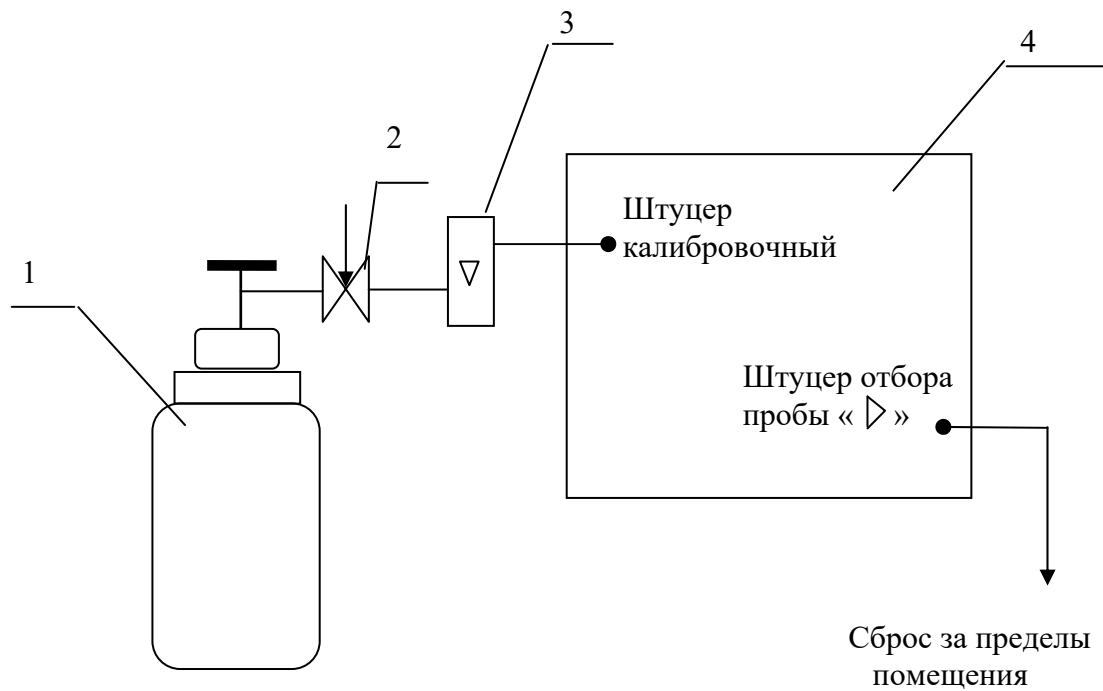 3
4
2
Штуцер
калибровочный
1
Штуцер отбора
пробы « ▷ »
Сброс за пределы
помещения